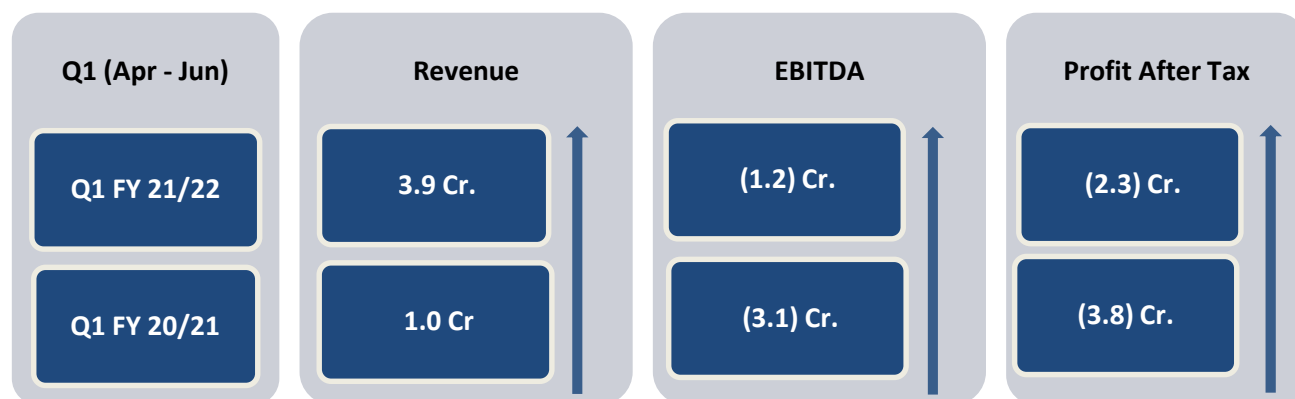 Q1 (Apr - Jun)
Revenue
EBITDA
Profit After Tax
Q1 FY 21/22
3.9 Cr.
(1.2) Cr.
(2.3) Cr.
Q1 FY 20/21
1.0 Cr
(3.1) Cr.
(3.8) Cr.